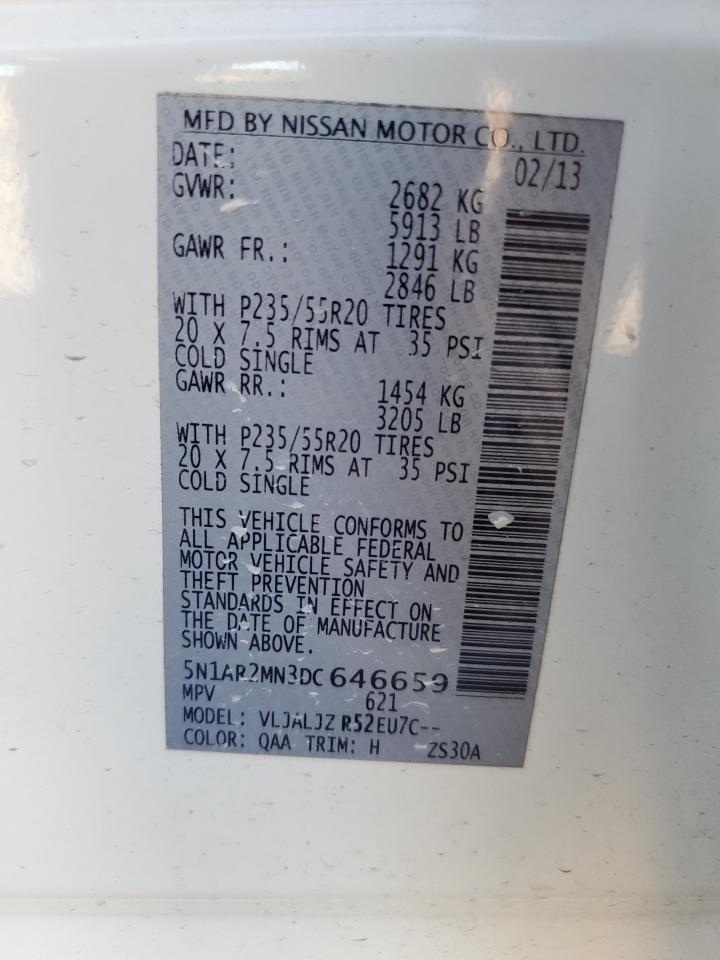 MFD BY NISSAN MOTOR CO., LTD.
DATE: 02/13
GVWR: 2682 KG
5913 LB
GAWR FR.: 1291 KG
2846 LB
WITH P235/55R20 TIRES
20 X 7.5 RIMS AT 35 PSI
COLD SINGLE
GAWR RR.: 1454 KG
3205 LB
WITH P235/55R20 TIRES
20 X 7.5 RIMS AT 35 PSI
COLD SINGLE
THIS VEHICLE CONFORMS TO
ALL APPLICABLE FEDERAL
MOTOR VEHICLE SAFETY AND
THEFT PREVENTION
STANDARDS IN EFFECT ON
THE DATE OF MANUFACTURE
SHOWN ABOVE.
5N1AR2MN3DC646659
MPV 621
MODEL: VLJALJZ R52EU7C--
COLOR: QAA TRIM: H ZS30A